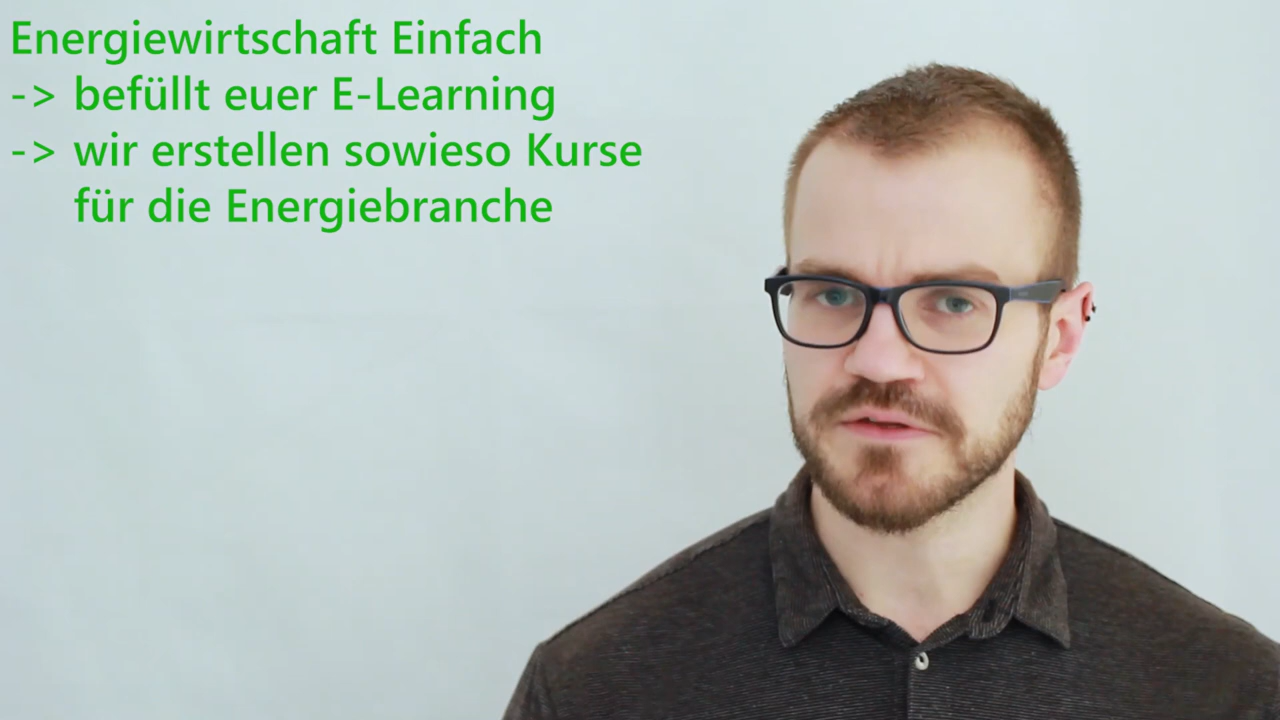 Energiewirtschaft Einfach
-> befüllt euer E-Learning
-> wir erstellen sowieso Kurse
für die Energiebranche